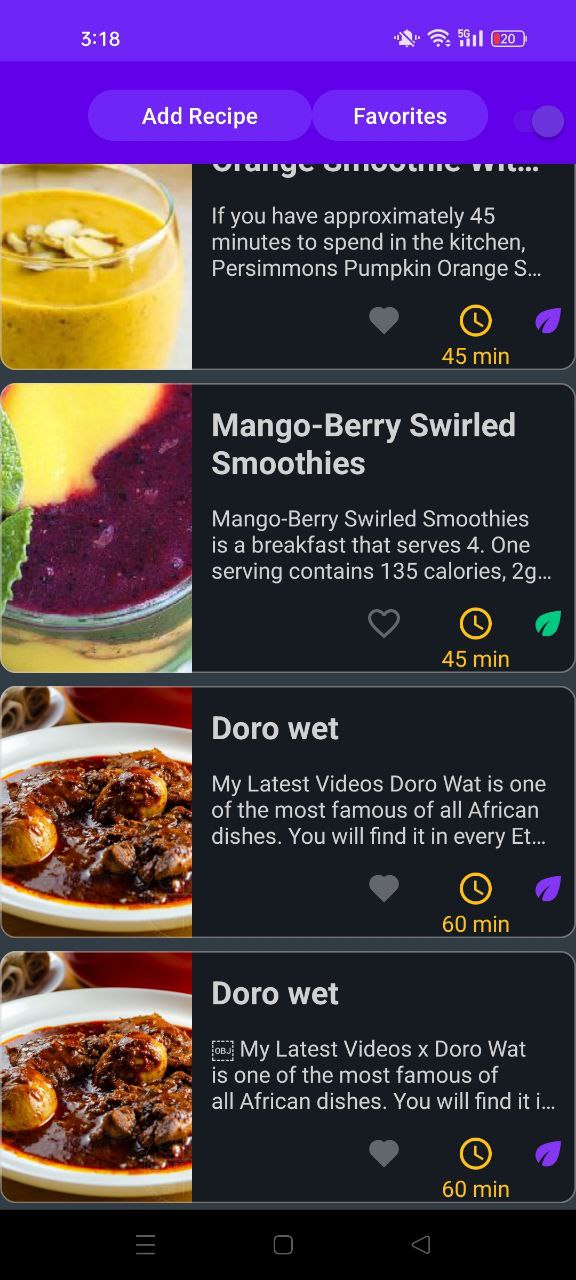 3:18
5G
20
Add Recipe
Favorites
Orange Smoothie Wit...
If you have approximately 45
minutes to spend in the kitchen,
Persimmons Pumpkin Orange S...
45 min
Mango-Berry Swirled
Smoothies
Mango-Berry Swirled Smoothies
is a breakfast that serves 4. One
serving contains 135 calories, 2g...
45 min
Doro wet
My Latest Videos Doro Wat is one
of the most famous of all African
dishes. You will find it in every Et...
60 min
Doro wet
OBJ My Latest Videos x Doro Wat
is one of the most famous of
all African dishes. You will find it i...
60 min